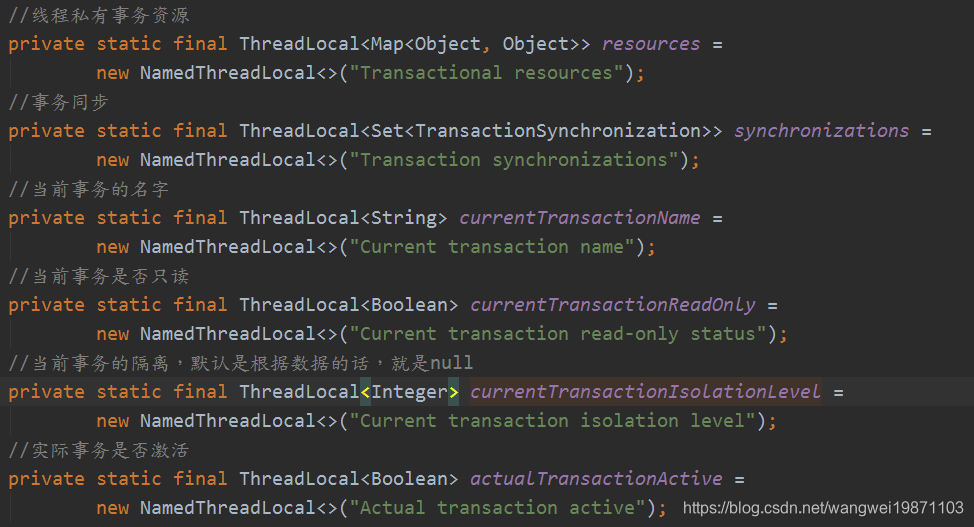 //线程私有事务资源
private static final ThreadLocal<Map<Object, Object>> resources =
new NamedThreadLocal<>("Transactional resources");
//事务同步
private static final ThreadLocal<Set<TransactionSynchronization>> synchronizations =
new NamedThreadLocal<>("Transaction synchronizations");
//当前事务的名字
private static final ThreadLocal<String> currentTransactionName =
new NamedThreadLocal<>("Current transaction name");
//当前事务是否只读
private static final ThreadLocal<Boolean> currentTransactionReadOnly =
new NamedThreadLocal<>("Current transaction read-only status");
//当前事务的隔离，默认是根据数据的话，就是null
private static final ThreadLocal<Integer> currentTransactionIsolationLevel =
new NamedThreadLocal<>("Current transaction isolation level");
//实际事务是否激活
private static final ThreadLocal<Boolean> actualTransactionActive =
new NamedThreadLocal<>("Actual transaction active");
https://blog.csdn.net/wangwei19871103